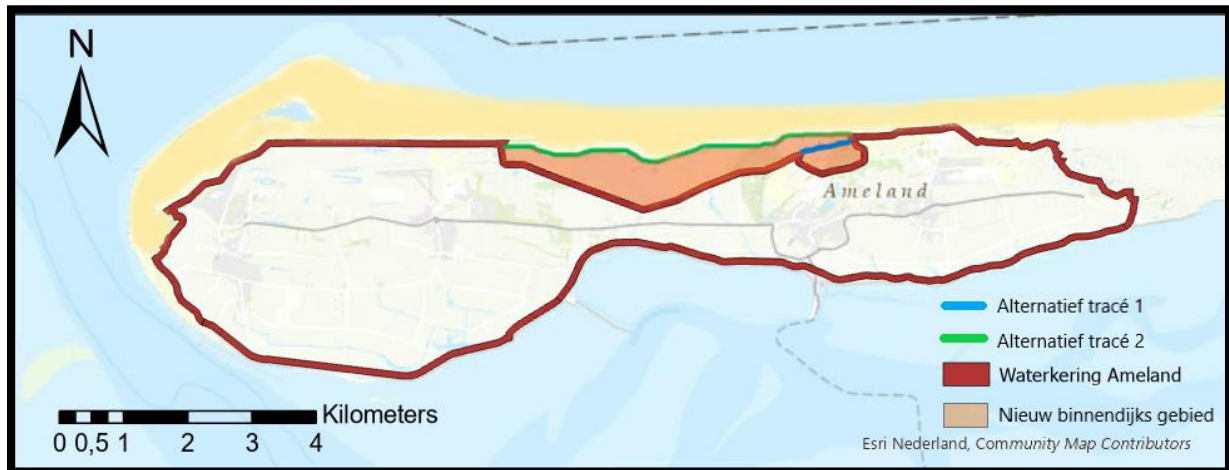 N
Ameland
Alternatief tracé 1
Alternatief tracé 2
Waterkering Ameland
Nieuw binnendijks gebied
Kilometers
0 0,5 1 2 3 4
Esri Nederland, Community Map Contributors